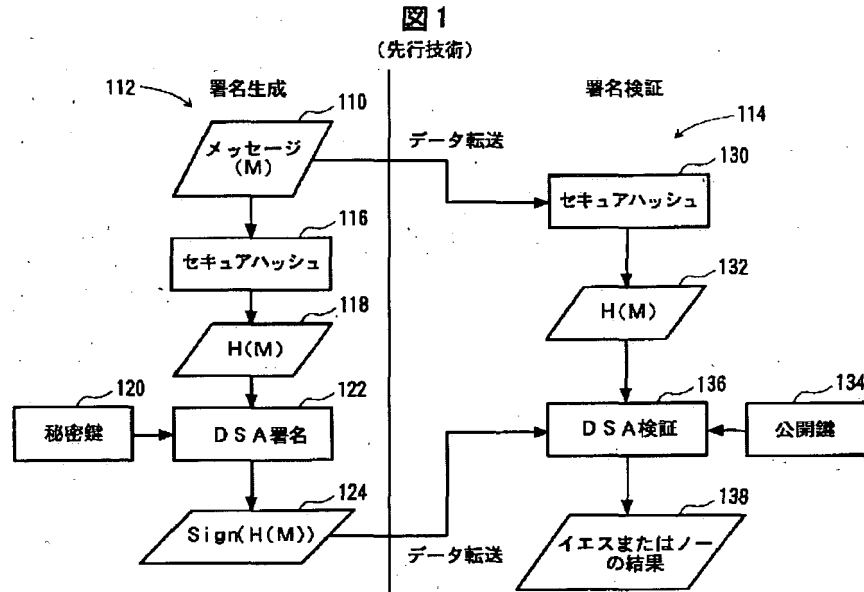 図1
(先行技術)
112
署名生成
110
メッセージ
(M)
データ転送
116
セキュアハッシュ
118
H(M)
120
秘密鍵
122
DSA署名
124
Sign(H(M))
データ転送
署名検証
114
130
セキュアハッシュ
132
H(M)
136
DSA検証
134
公開鍵
138
イエスまたはノー
の結果